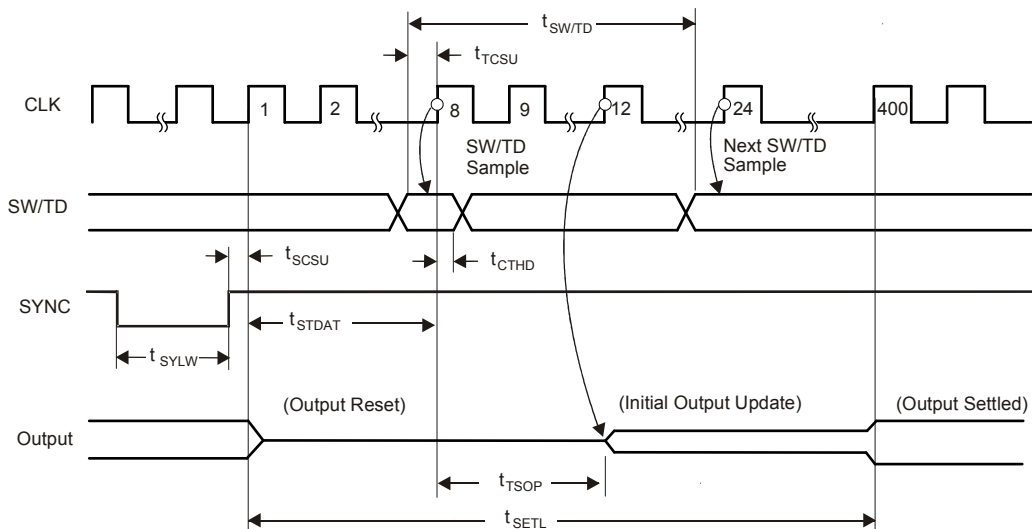 tSW/TD
tTCSU
CLK
1
2
8
9
12
24
400
SW/TD
Sample
Next SW/TD
Sample
SW/TD
tSCSU
tCTHD
SYNC
tSTDAT
tSYLW
(Output Reset)
(Initial Output Update)
(Output Settled)
Output
tTSOP
tSETL